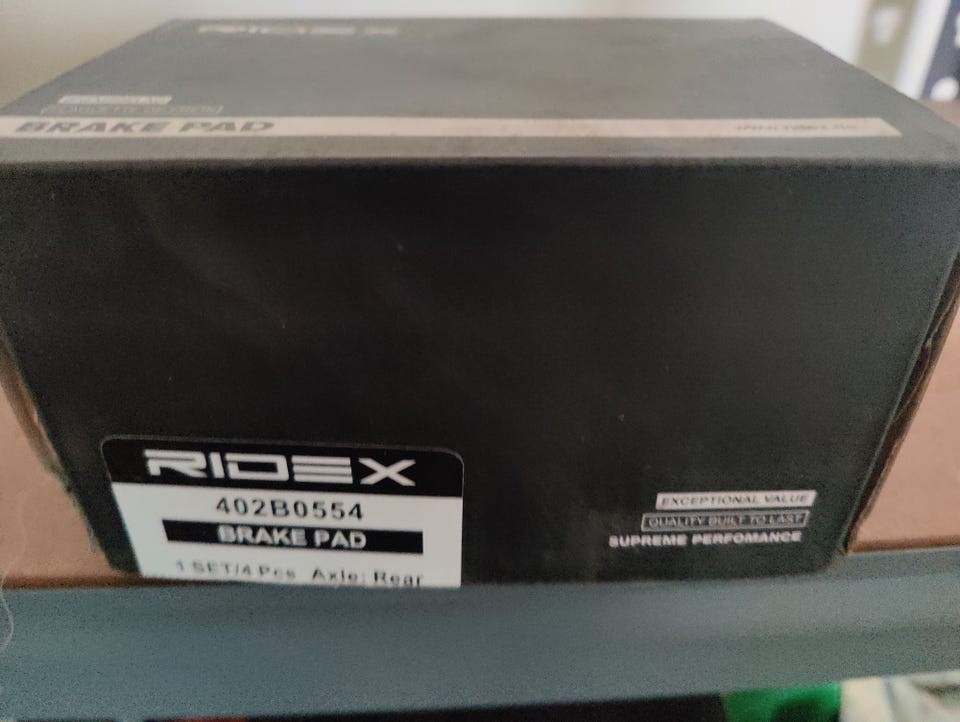 RIDEX
BRAKE PAD
RIDEX
402B0554
BRAKE PAD
1 SET/4 Pcs Axle: Rear
EXCEPTIONAL VALUE
QUALITY BUILT TO LAST
SUPREME PERFOMANCE